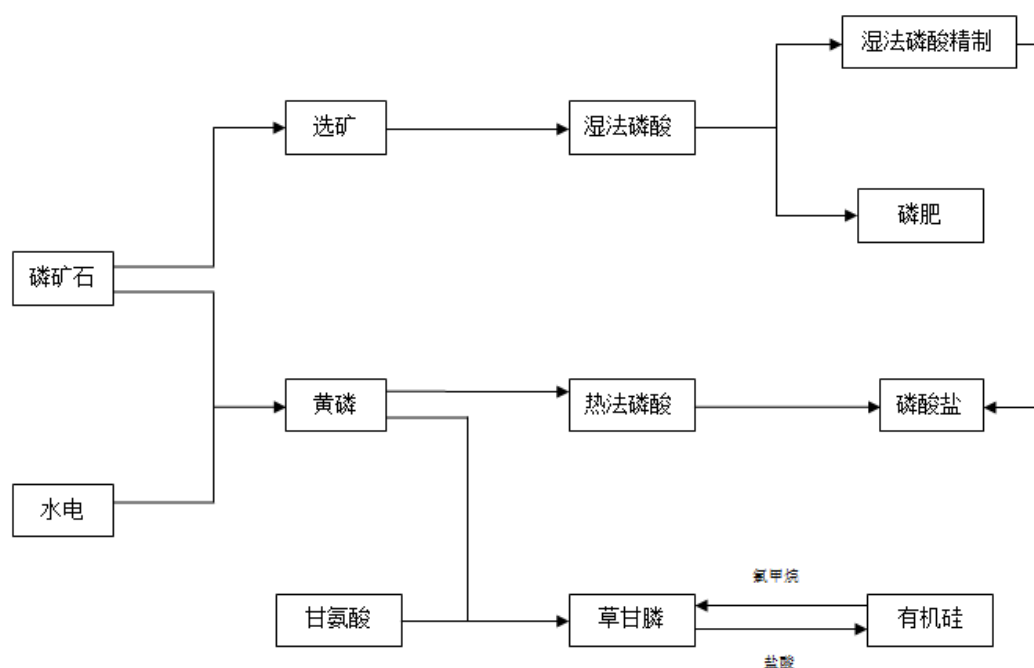 湿法磷酸精制
选矿
湿法磷酸
磷肥
磷矿石
黄磷
热法磷酸
磷酸盐
水电
氯甲烷
甘氨酸
草甘膦
有机硅
盐酸